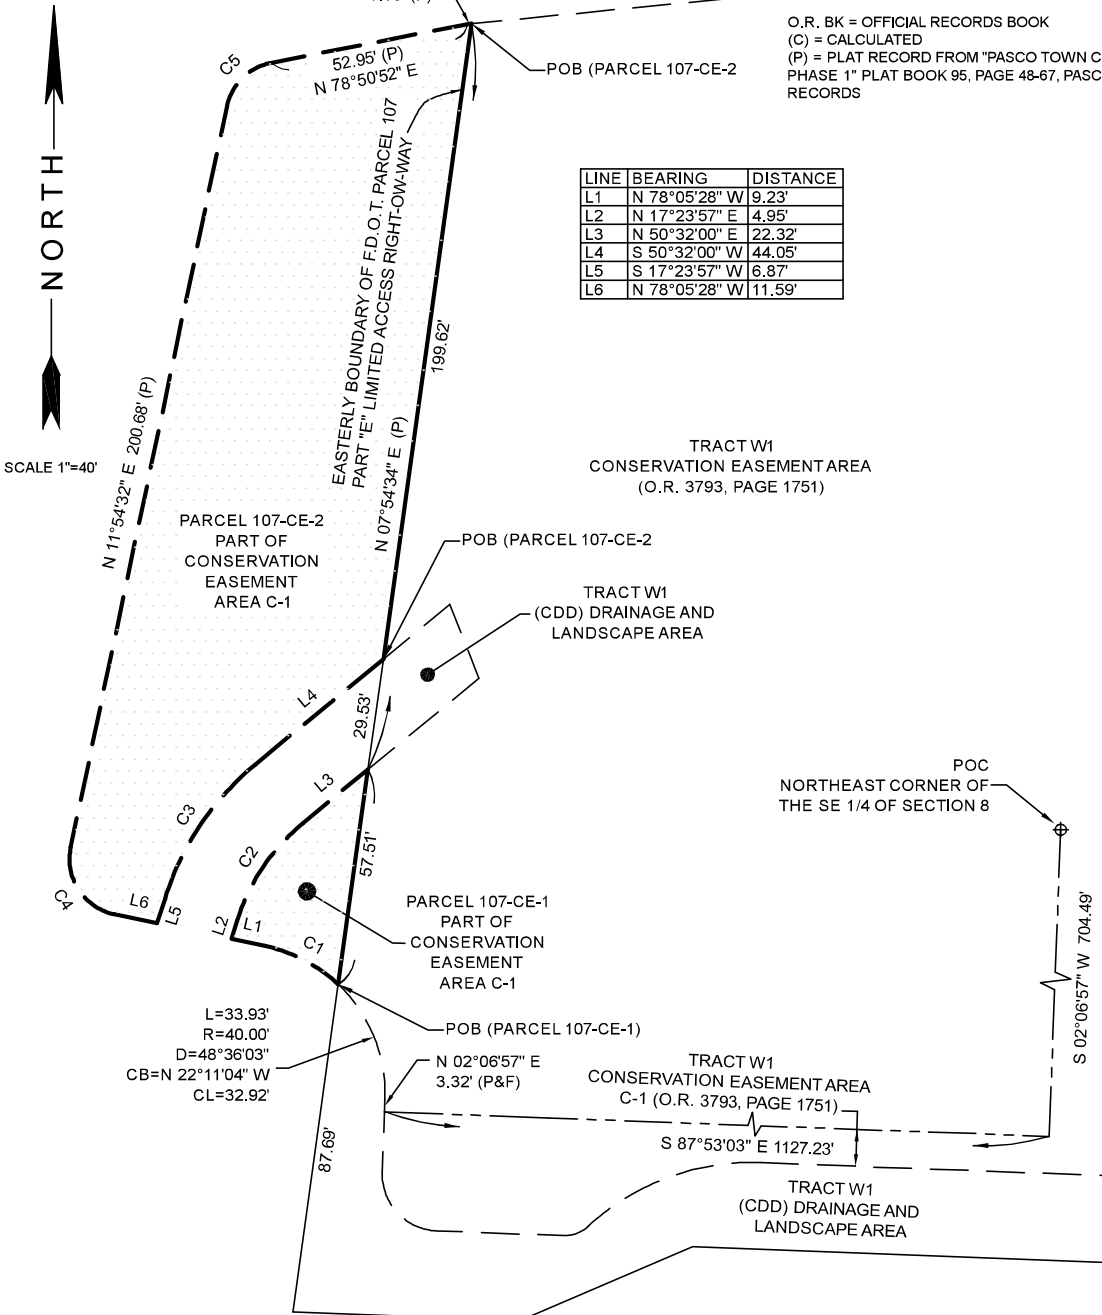 O.R. BK = OFFICIAL RECORDS BOOK
(C) = CALCULATED
(P) = PLAT RECORD FROM "PASCO TOWN C
PHASE 1" PLAT BOOK 95, PAGE 48-67, PASC
RECORDS
C5
52.95' (P)
N 78°50'52" E
POB (PARCEL 107-CE-2
NORTH
SCALE 1"=40'
EASTERLY BOUNDARY OF F.D.O.T. PARCEL 107
PART "E" LIMITED ACCESS RIGHT-OW-WAY
LINE BEARING DISTANCE
L1 N 78°05'28" W 9.23'
L2 N 17°23'57" E 4.95'
L3 N 50°32'00" E 22.32'
L4 S 50°32'00" W 44.05'
L5 S 17°23'57" W 6.87'
L6 N 78°05'28" W 11.59'
199.62'
N 07°54'34" E (P)
N 11°54'32" E 200.68' (P)
TRACT W1
CONSERVATION EASEMENT AREA
(O.R. 3793, PAGE 1751)
PARCEL 107-CE-2
PART OF
CONSERVATION
EASEMENT
AREA C-1
POB (PARCEL 107-CE-2
TRACT W1
(CDD) DRAINAGE AND
LANDSCAPE AREA
L4
29.53'
L3
C3
C2
57.51'
C4
L6
L5
L2
L1
C1
PARCEL 107-CE-1
PART OF
CONSERVATION
EASEMENT
AREA C-1
POC
NORTHEAST CORNER OF
THE SE 1/4 OF SECTION 8
S 02°06'57" W 704.49'
L=33.93'
R=40.00'
D=48°36'03"
CB=N 22°11'04" W
CL=32.92'
POB (PARCEL 107-CE-1)
N 02°06'57" E
3.32' (P&F)
TRACT W1
CONSERVATION EASEMENT AREA
C-1 (O.R. 3793, PAGE 1751)
S 87°53'03" E 1127.23'
87.69'
TRACT W1
(CDD) DRAINAGE AND
LANDSCAPE AREA